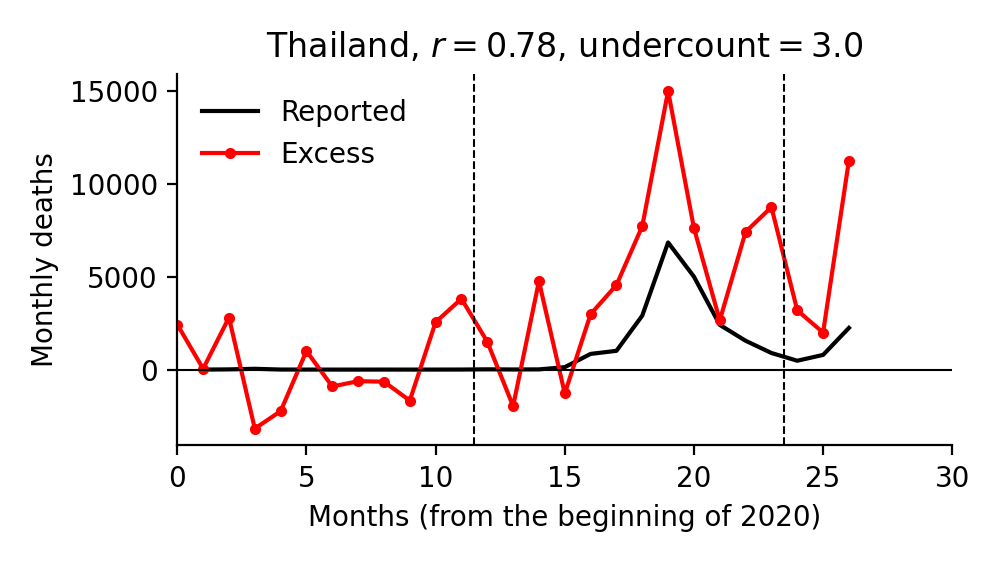 Thailand, r = 0.78, undercount = 3.0
15000
10000
5000
0
Monthly deaths
Reported
Excess
0 5 10 15 20 25 30
Months (from the beginning of 2020)